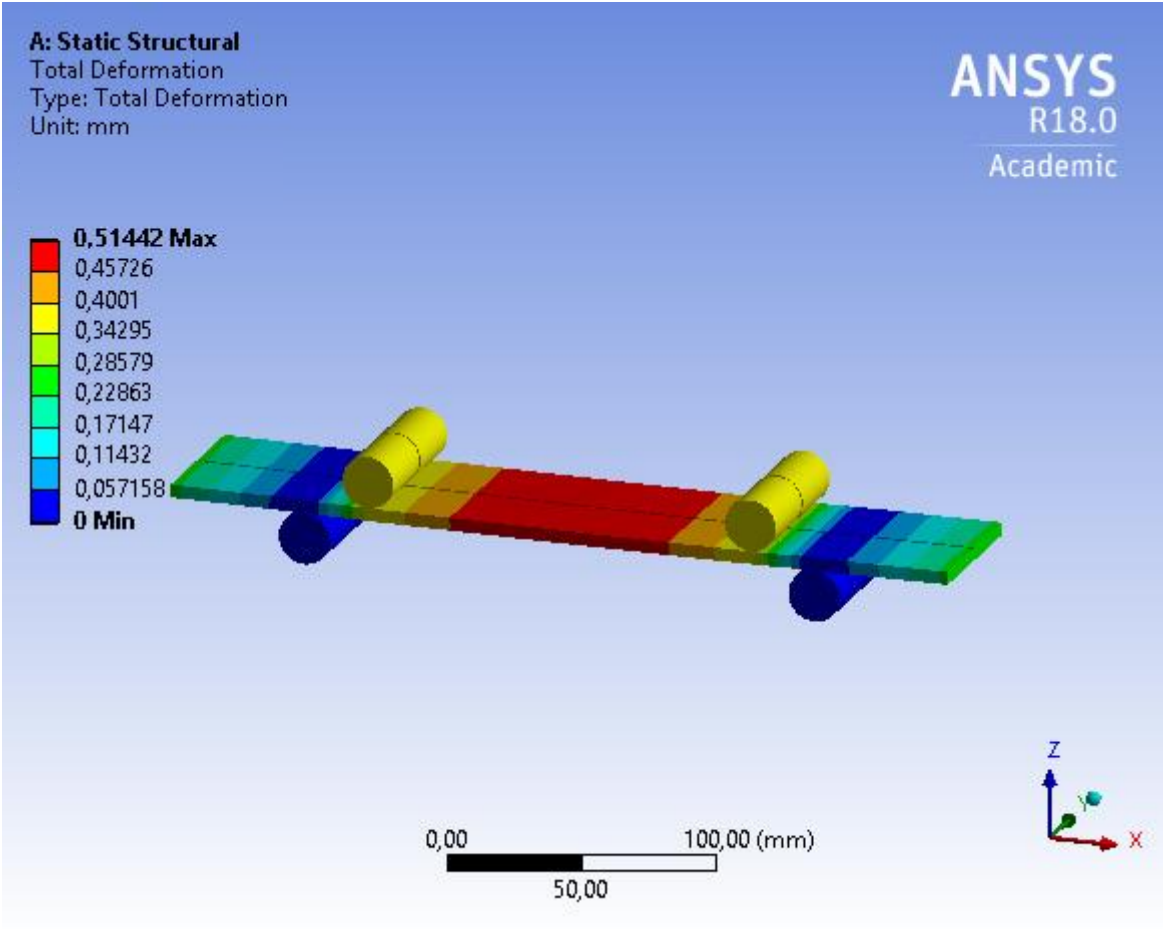 A: Static Structural
Total Deformation
Type: Total Deformation
Unit: mm
ANSYS
R18.0
Academic
0,51442 Max
0,45726
0,4001
0,34295
0,28579
0,22863
0,17147
0,11432
0,057158
0 Min
0,00
100,00 (mm)
50,00
Z
Y
X